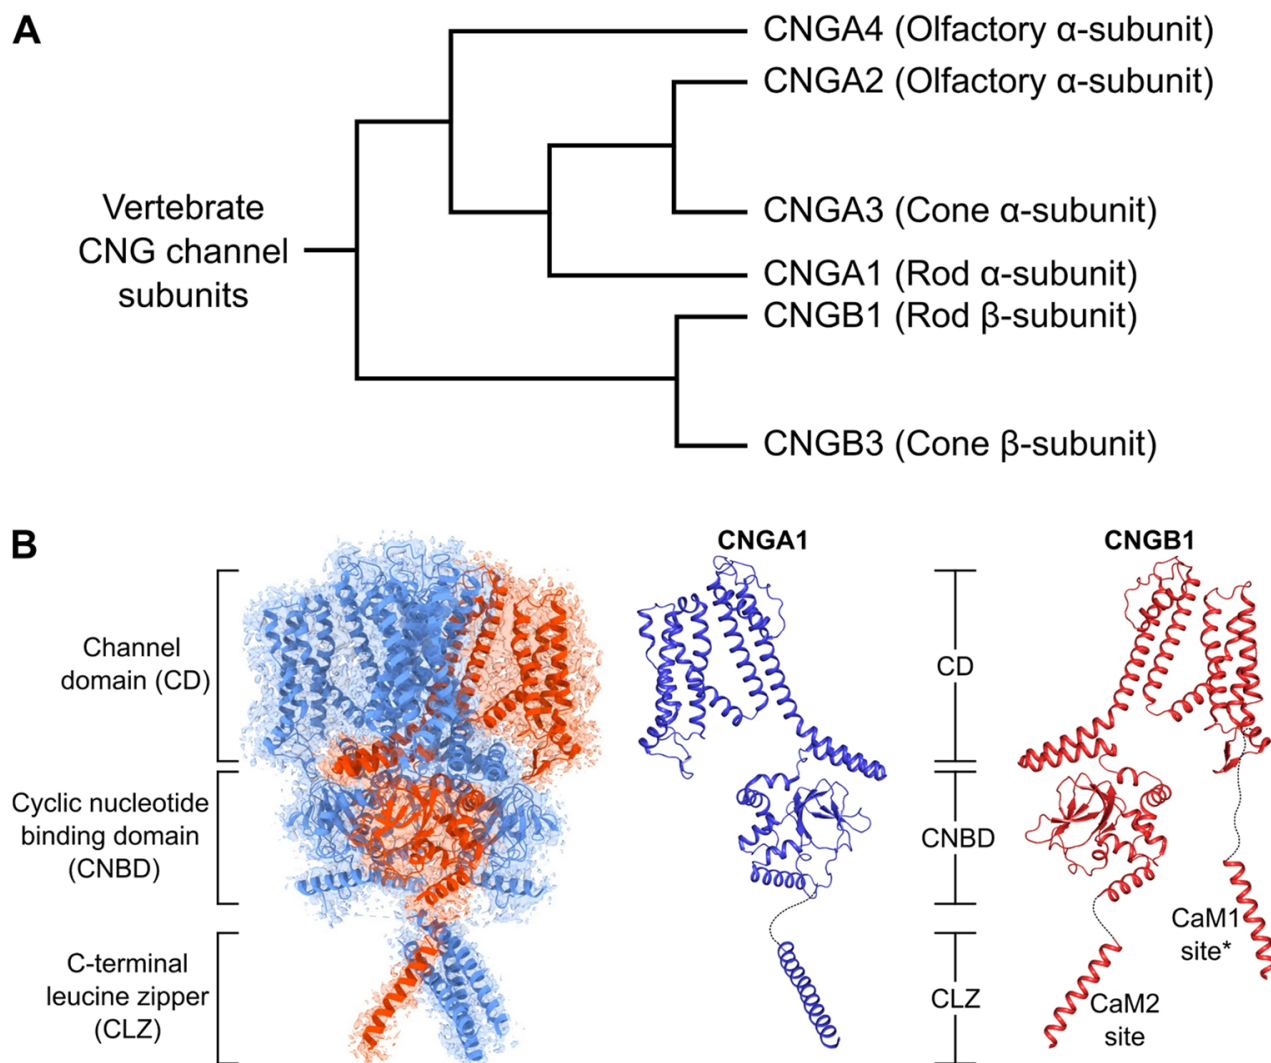 A
CNGA4 (Olfactory α-subunit)
CNGA2 (Olfactory α-subunit)
Vertebrate
CNG channel
subunits
CNGA3 (Cone α-subunit)
CNGA1 (Rod α-subunit)
CNGB1 (Rod β-subunit)
CNGB3 (Cone β-subunit)
B
CNGA1
CNGB1
Channel
domain (CD)
CD
Cyclic nucleotide
binding domain
(CNBD)
CNBD
CaM1
site*
C-terminal
leucine zipper
(CLZ)
CLZ
CaM2
site